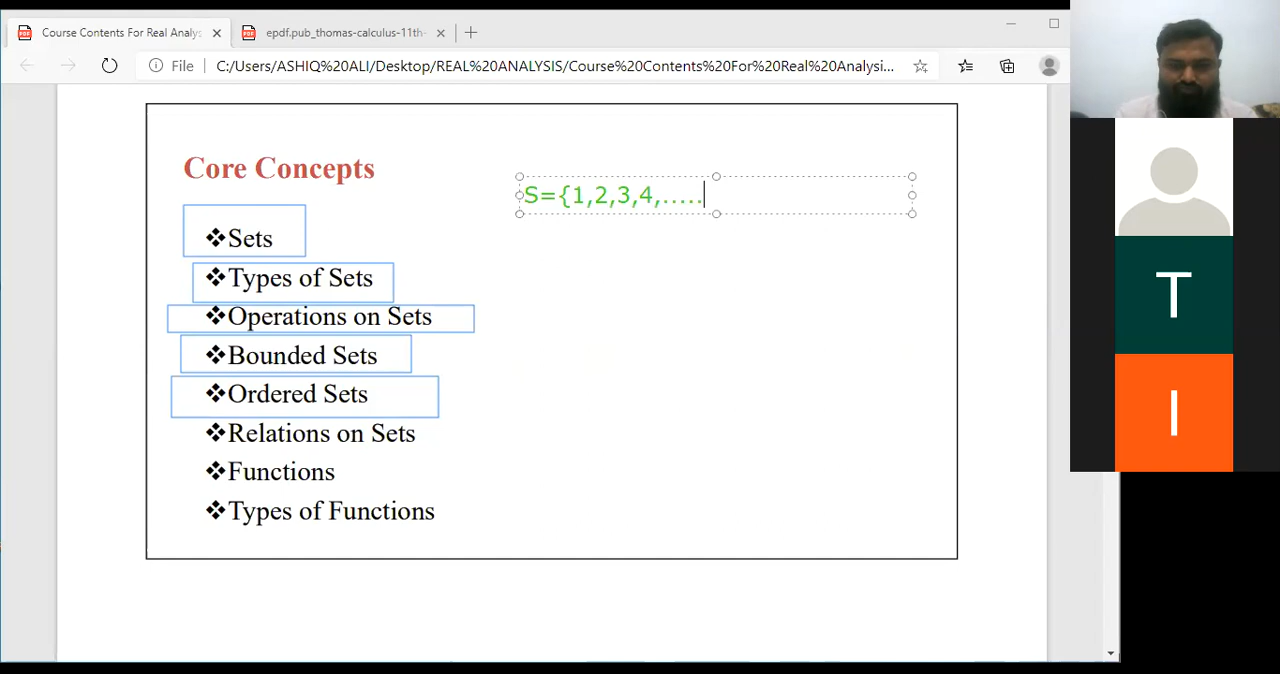 Course Contents For Real Analys
epdf.pub_thomas-calculus-11th-
File
C:/Users/ASHIQ%20ALI/Desktop/REAL%20ANALYSIS/Course%20Contents%20For%20Real%20Analysi...
Core Concepts
S={1,2,3,4,.....
❖Sets
❖Types of Sets
❖Operations on Sets
❖Bounded Sets
❖Ordered Sets
❖Relations on Sets
❖Functions
❖Types of Functions
T
I